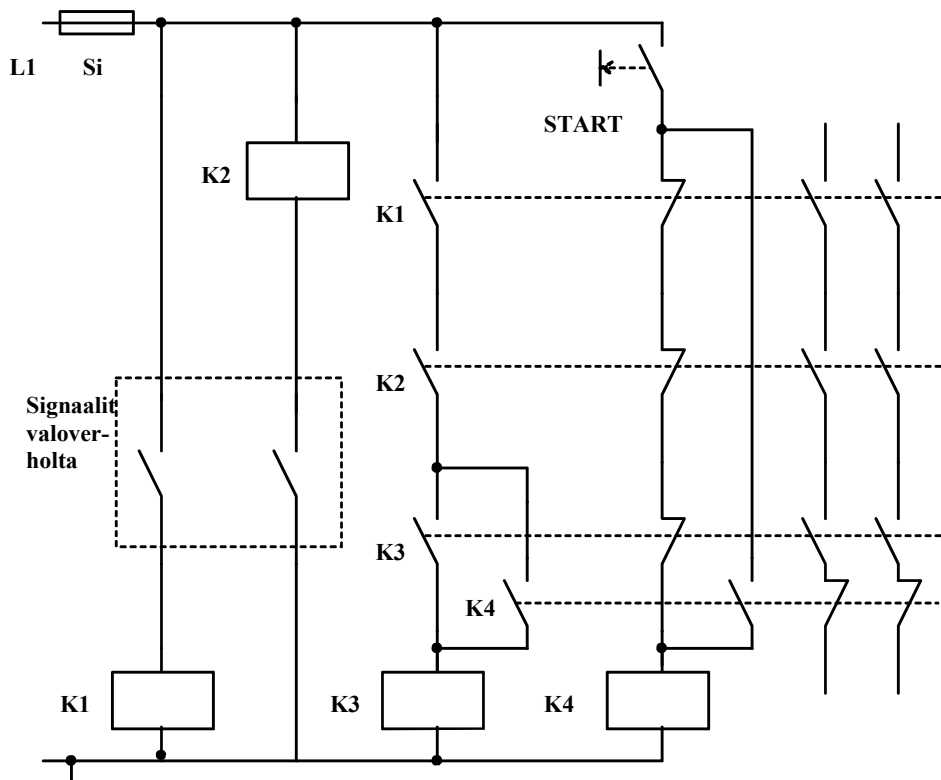 L1
Si
START
K2
K1
K2
Signaalit
valover-
holta
K3
K4
K1
K3
K4